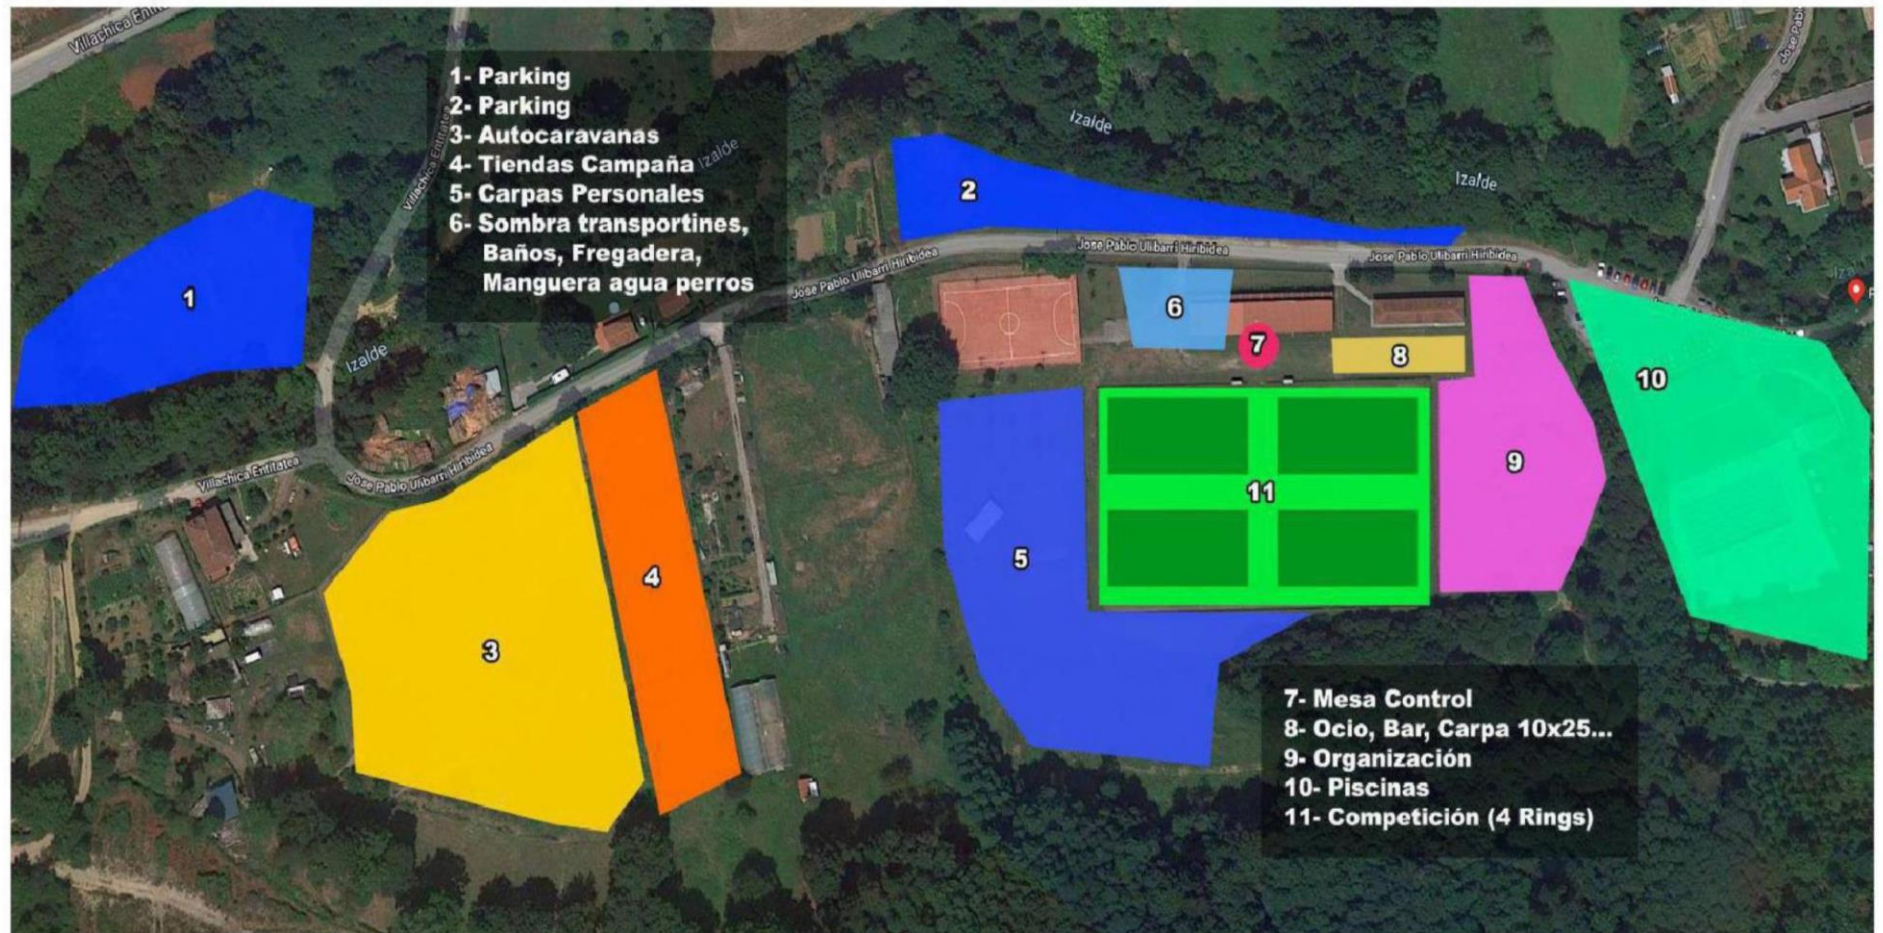 Villachica Entit
1- Parking
2- Parking
3- Autocaravanas
4- Tiendas Campaña
5- Carpas Personales
6- Sombra transportines,
Baños, Fregadera,
Manguera agua perros
Villachica Entitatea
Izalde
Izalde
Izalde
Jose Pabl
2
1
Jose Pablo Ulibarri Hiribidea
Jose Pablo Ulibarri Hiribidea
Jose Pablo Ulibarri Hiribidea
6
7
8
10
Izalde
11
9
Villachica Entitatea
Jose Pablo Ulibarri Hiribidea
5
4
3
7- Mesa Control
8- Ocio, Bar, Carpa 10x25...
9- Organización
10- Piscinas
11- Competición (4 Rings)